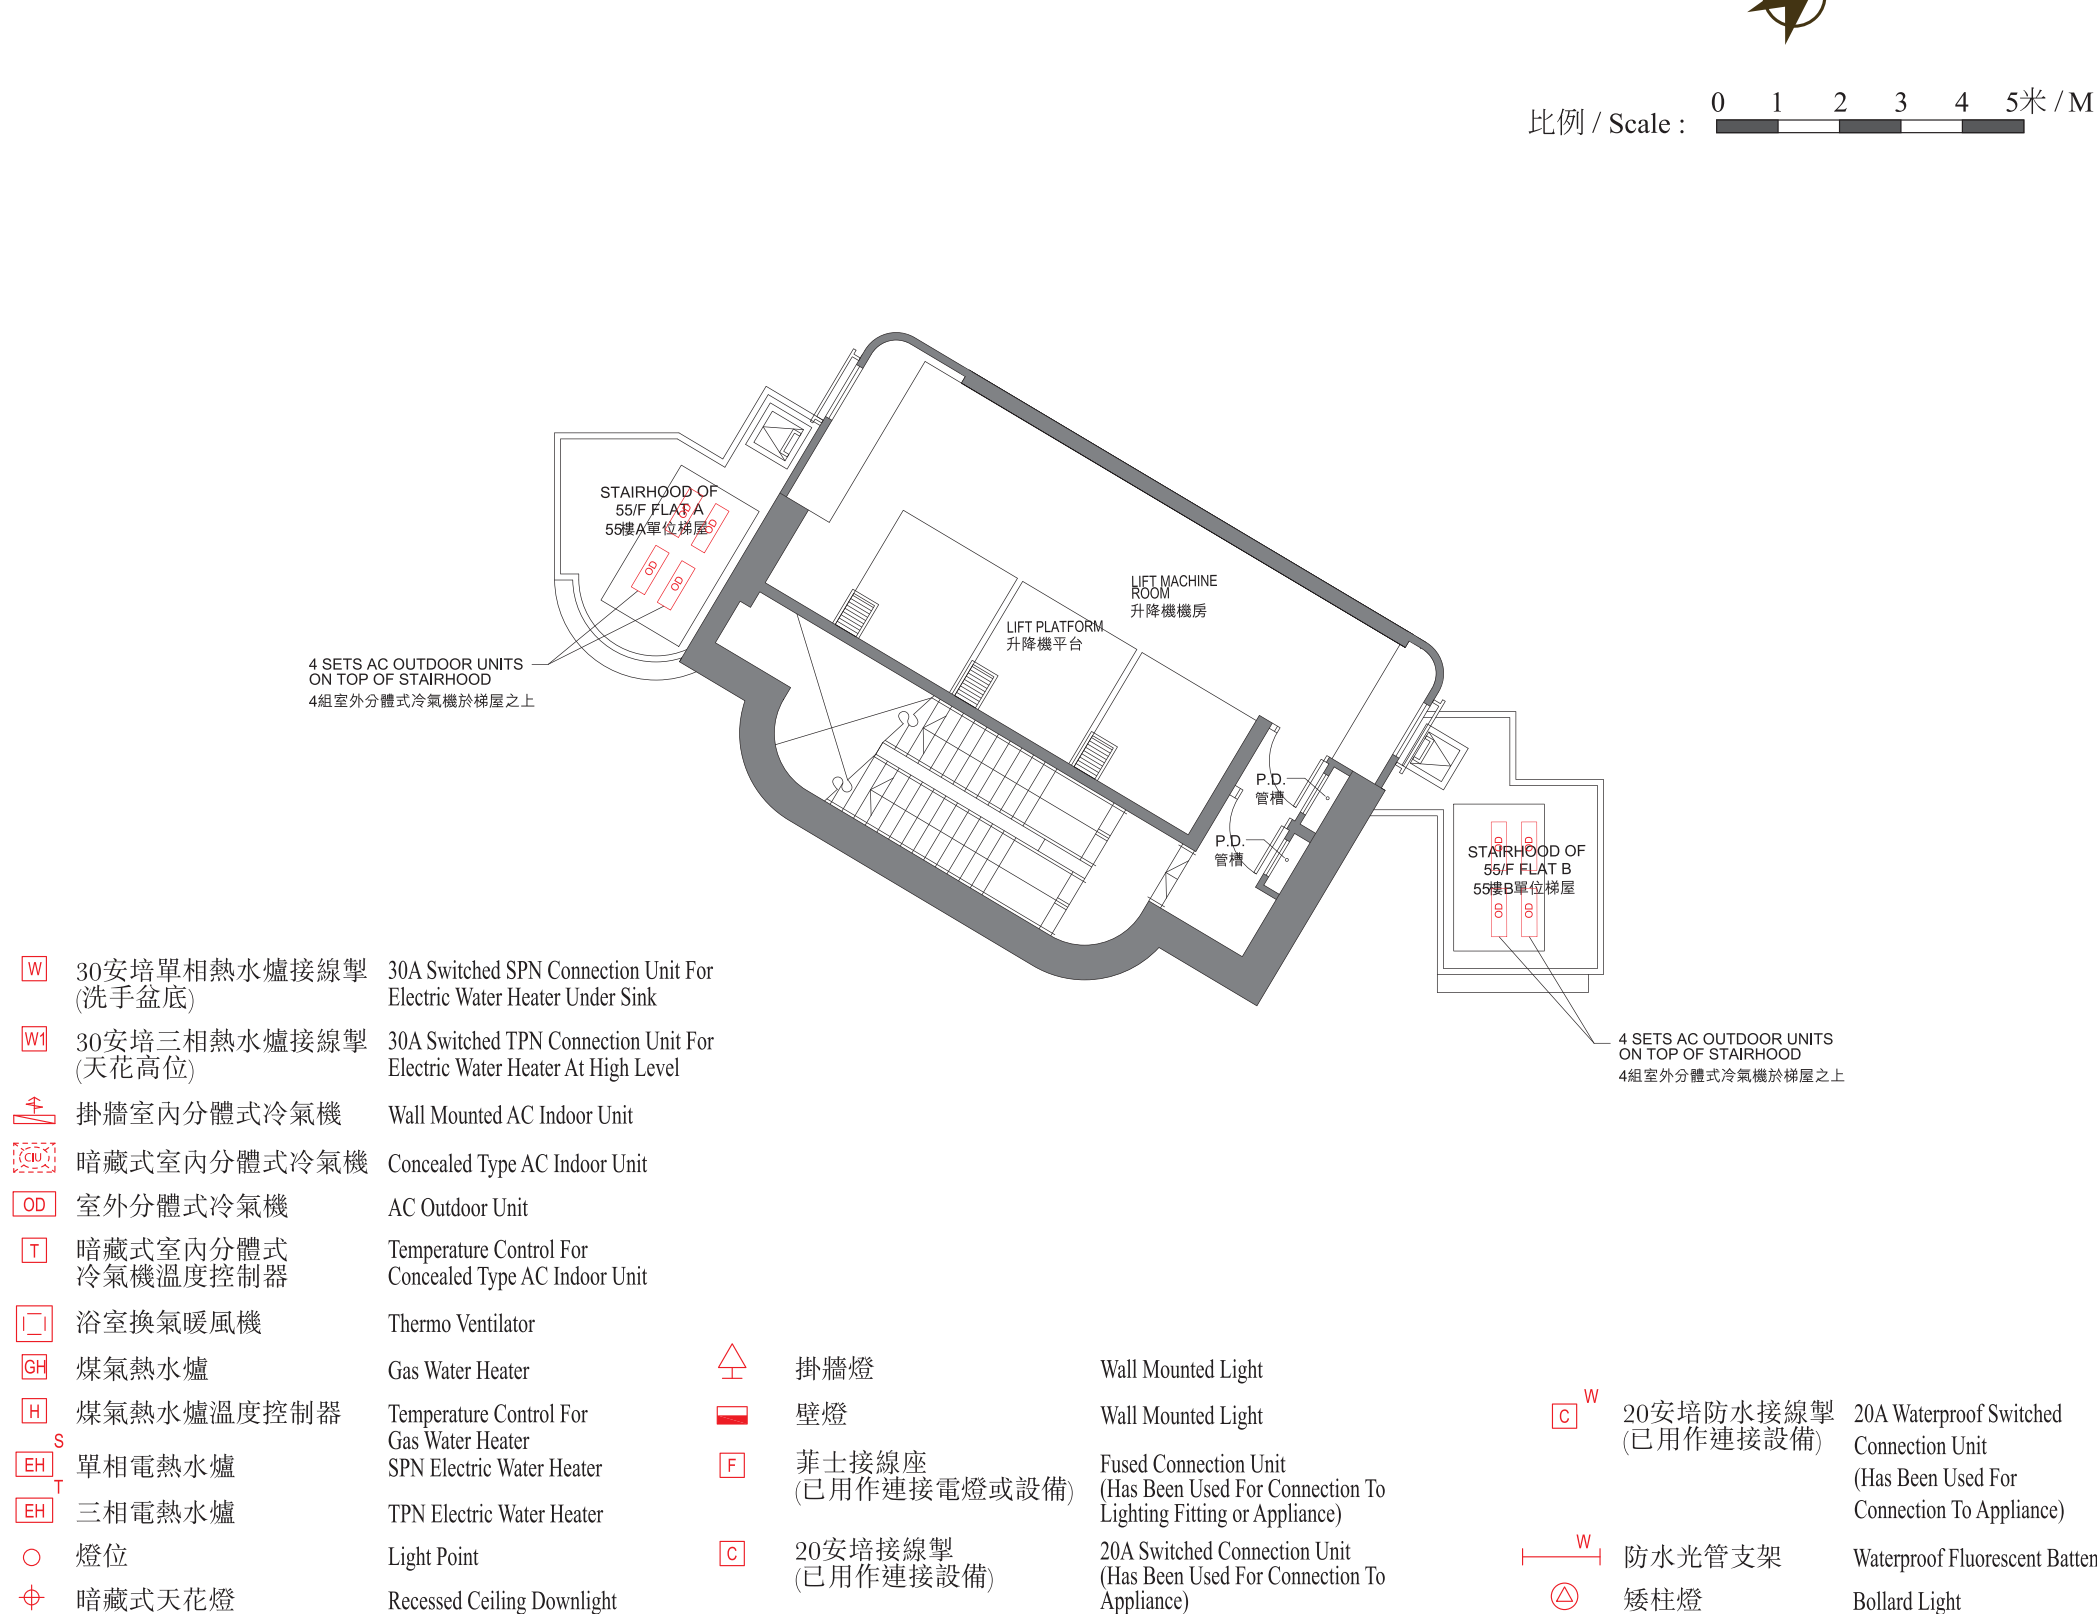 0 1 2 3 4 5米 / M
比例 / Scale :
STAIRHOOD OF
55/F FLAT A
55樓A單位梯屋
OD
OD
OD
OD
4 SETS AC OUTDOOR UNITS
ON TOP OF STAIRHOOD
4組室外分體式冷氣機於梯屋之上
LIFT MACHINE
ROOM
升降機機房
LIFT PLATFORM
升降機平台
P.D.
管槽
P.D.
管槽
STAIRHOOD OF
55/F FLAT B
55樓B單位梯屋
OD
OD
OD
OD
4 SETS AC OUTDOOR UNITS
ON TOP OF STAIRHOOD
4組室外分體式冷氣機於梯屋之上
W 30安培單相熱水爐接線掣 30A Switched SPN Connection Unit For
(洗手盆底) Electric Water Heater Under Sink
W1 30安培三相熱水爐接線掣 30A Switched TPN Connection Unit For
(天花高位) Electric Water Heater At High Level
掛牆室內分體式冷氣機 Wall Mounted AC Indoor Unit
CIU 暗藏式室內分體式冷氣機 Concealed Type AC Indoor Unit
OD 室外分體式冷氣機 AC Outdoor Unit
T 暗藏式室內分體式 Temperature Control For
冷氣機溫度控制器 Concealed Type AC Indoor Unit
浴室換氣暖風機 Thermo Ventilator
GH 煤氣熱水爐 Gas Water Heater
H 煤氣熱水爐溫度控制器 Temperature Control For
Gas Water Heater
EH S 單相電熱水爐 SPN Electric Water Heater
EH T 三相電熱水爐 TPN Electric Water Heater
燈位 Light Point
暗藏式天花燈 Recessed Ceiling Downlight
掛牆燈 Wall Mounted Light
壁燈 Wall Mounted Light
F 菲士接線座 Fused Connection Unit
(已用作連接電燈或設備) (Has Been Used For Connection To
Lighting Fitting or Appliance)
C 20安培接線掣 20A Switched Connection Unit
(已用作連接設備) (Has Been Used For Connection To
Appliance)
C W 20安培防水接線掣 20A Waterproof Switched
(已用作連接設備) Connection Unit
(Has Been Used For
Connection To Appliance)
W 防水光管支架 Waterproof Fluorescent Batten
矮柱燈 Bollard Light